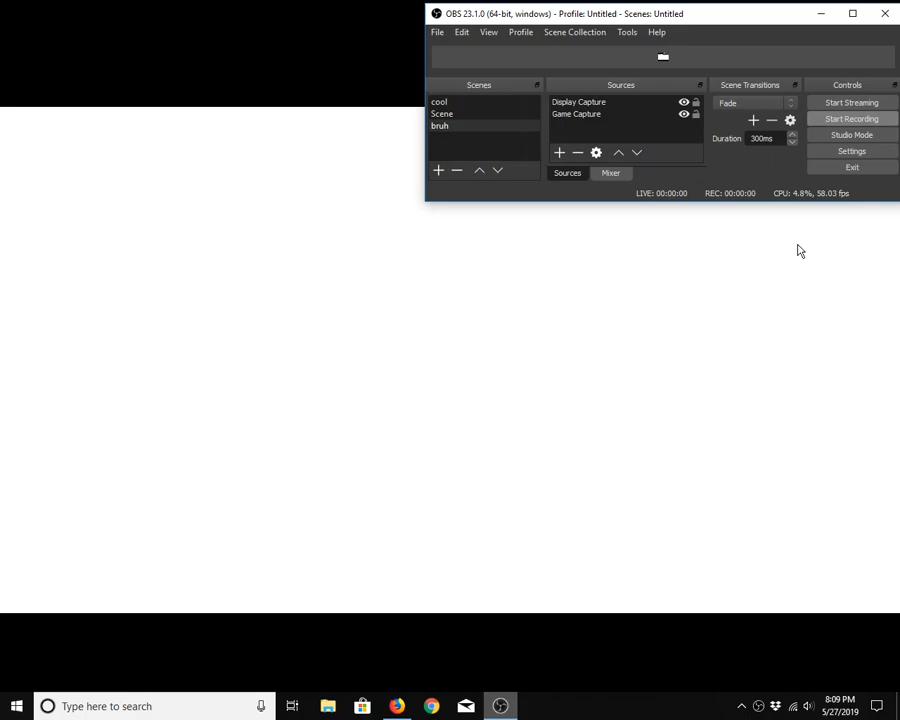 OBS 23.1.0 (64-bit, windows) - Profile: Untitled - Scenes: Untitled
File Edit View Profile Scene Collection Tools Help
Scenes Sources Scene Transitions Controls
cool Display Capture Fade Start Streaming
Scene Game Capture Start Recording
bruh
Duration 300ms Studio Mode
Settings
Sources Mixer Exit
LIVE: 00:00:00 REC: 00:00:00 CPU: 4.8%, 58.03 fps
Type here to search
8:09 PM
5/27/2019